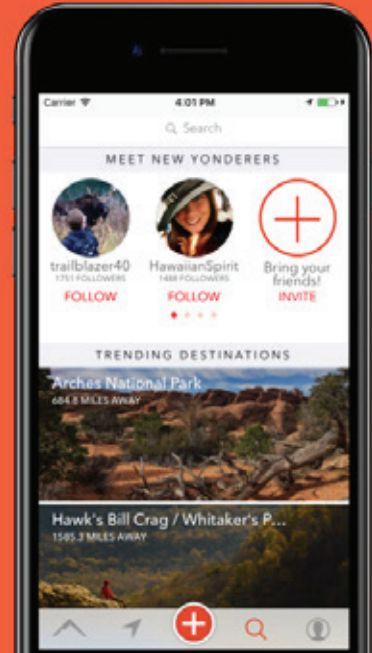 Carrier
4:01 PM
Search
MEET NEW YONDERERS
trailblazer40
1751 FOLLOWERS
FOLLOW
HawaiianSpirit
1488 FOLLOWERS
FOLLOW
Bring your
friends!
INVITE
TRENDING DESTINATIONS
Arches National Park
684.8 MILES AWAY
Hawk's Bill Crag / Whitaker's P...
1585.3 MILES AWAY